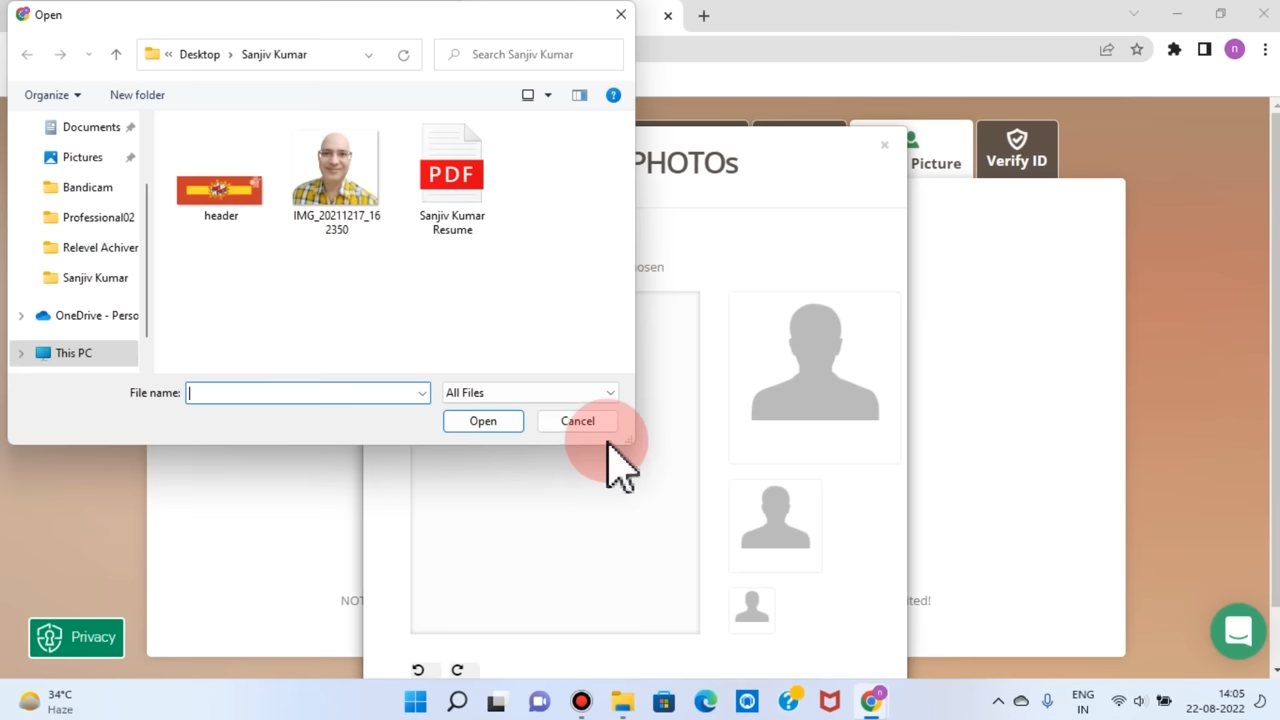 Open
Desktop
Sanjiv Kumar
Search Sanjiv Kumar
n
Organize
New folder
?
Documents
Pictures
Bandicam
Professional02
Relevel Achiver
Sanjiv Kumar
OneDrive - Perso
This PC
header
IMG_20211217_16
2350
PDF
Sanjiv Kumar
Resume
File name:
All Files
Open
Cancel
PHOTOs
Picture
Verify ID
osen
NOT
ited!
Privacy
34°C
Haze
ENG
IN
14:05
22-08-2022